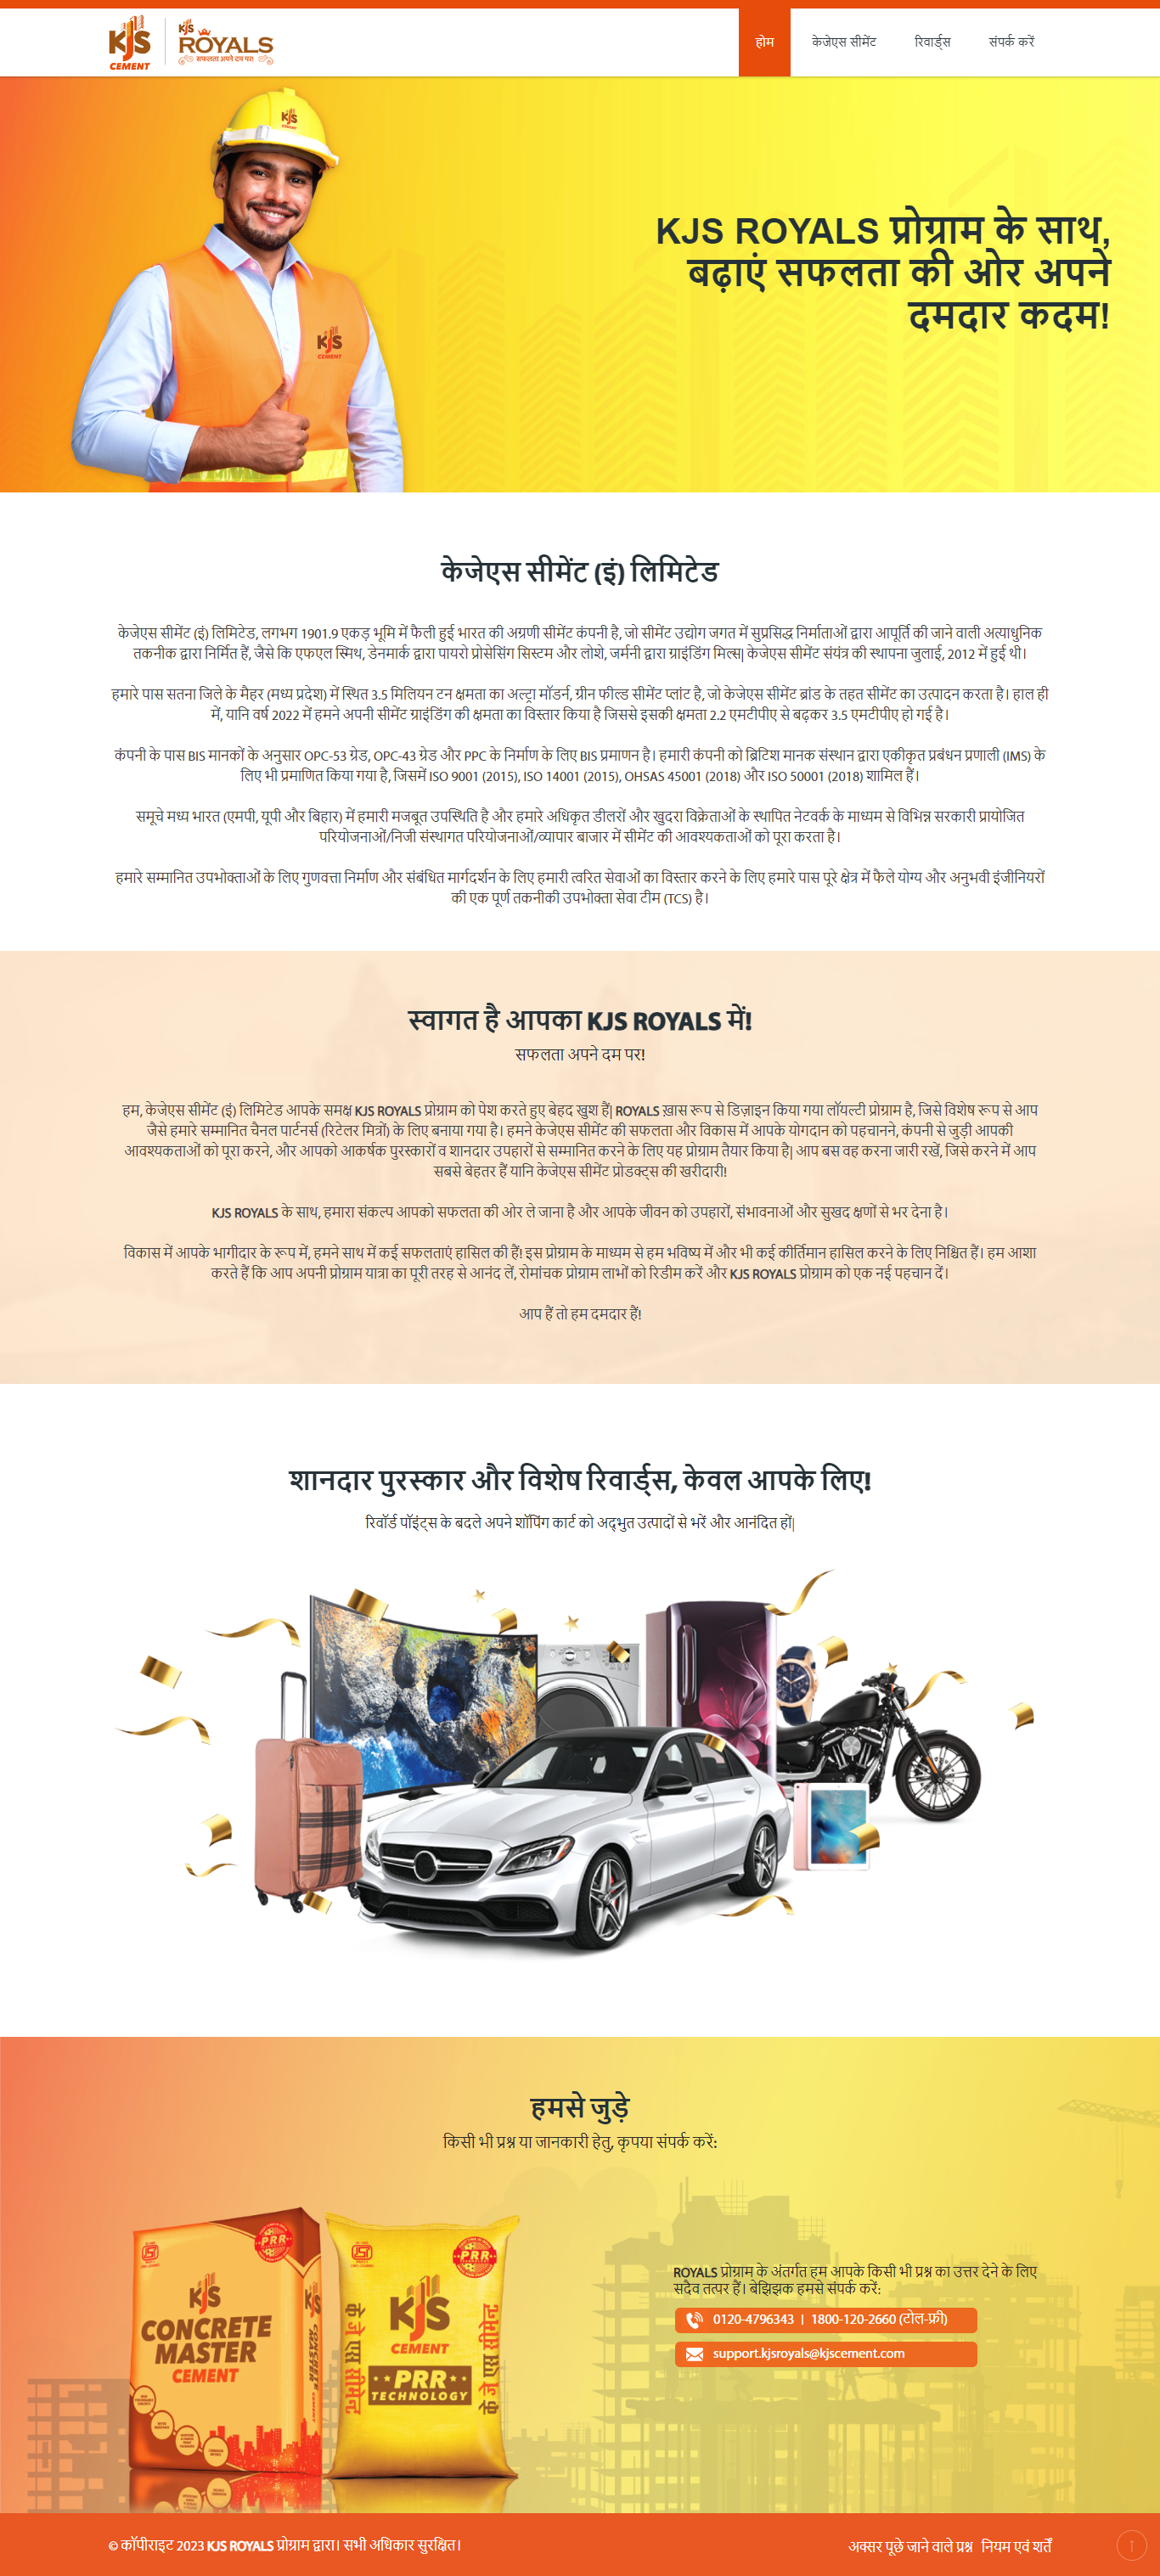 KJS
CEMENT
KJS
ROYALS
सफलता अपने दम पर!
होम
केजेएस सीमेंट
रिवार्ड्स
संपर्क करें
KJS
KJS
CEMENT
KJS ROYALS प्रोग्राम के साथ,
बढ़ाएं सफलता की ओर अपने
दमदार कदम!
केजेएस सीमेंट (इं) लिमिटेड
केजेएस सीमेंट (इं) लिमिटेड, लगभग 1901.9 एकड़ भूमि में फैली हुई भारत की अग्रणी सीमेंट कंपनी है, जो सीमेंट उद्योग जगत में सुप्रसिद्ध निर्माताओं द्वारा आपूर्ति की जाने वाली अत्याधुनिक
तकनीक द्वारा निर्मित हैं, जैसे कि एफएल स्मिथ, डेनमार्क द्वारा पायरो प्रोसेसिंग सिस्टम और लोशे, जर्मनी द्वारा ग्राइंडिंग मिल्स| केजेएस सीमेंट संयंत्र की स्थापना जुलाई, 2012 में हुई थी।
हमारे पास सतना जिले के मैहर (मध्य प्रदेश) में स्थित 3.5 मिलियन टन क्षमता का अल्ट्रा मॉडर्न, ग्रीन फील्ड सीमेंट प्लांट है, जो केजेएस सीमेंट ब्रांड के तहत सीमेंट का उत्पादन करता है। हाल ही
में, यानि वर्ष 2022 में हमने अपनी सीमेंट ग्राइंडिंग की क्षमता का विस्तार किया है जिससे इसकी क्षमता 2.2 एमटीपीए से बढ़कर 3.5 एमटीपीए हो गई है।
कंपनी के पास BIS मानकों के अनुसार OPC-53 ग्रेड, OPC-43 ग्रेड और PPC के निर्माण के लिए BIS प्रमाणन है। हमारी कंपनी को ब्रिटिश मानक संस्थान द्वारा एकीकृत प्रबंधन प्रणाली (IMS) के
लिए भी प्रमाणित किया गया है, जिसमें ISO 9001 (2015), ISO 14001 (2015), OHSAS 45001 (2018) और ISO 50001 (2018) शामिल हैं।
समूचे मध्य भारत (एमपी, यूपी और बिहार) में हमारी मजबूत उपस्थिति है और हमारे अधिकृत डीलरों और खुदरा विक्रेताओं के स्थापित नेटवर्क के माध्यम से विभिन्न सरकारी प्रायोजित
परियोजनाओं/निजी संस्थागत परियोजनाओं/व्यापार बाजार में सीमेंट की आवश्यकताओं को पूरा करता है।
हमारे सम्मानित उपभोक्ताओं के लिए गुणवत्ता निर्माण और संबंधित मार्गदर्शन के लिए हमारी त्वरित सेवाओं का विस्तार करने के लिए हमारे पास पूरे क्षेत्र में फैले योग्य और अनुभवी इंजीनियरों
की एक पूर्ण तकनीकी उपभोक्ता सेवा टीम (TCS) है।
स्वागत है आपका KJS ROYALS में!
सफलता अपने दम पर!
हम, केजेएस सीमेंट (इं) लिमिटेड आपके समक्ष KJS ROYALS प्रोग्राम को पेश करते हुए बेहद खुश हैं| ROYALS ख़ास रूप से डिज़ाइन किया गया लॉयल्टी प्रोग्राम है, जिसे विशेष रूप से आप
जैसे हमारे सम्मानित चैनल पार्टनर्स (रिटेलर मित्रों) के लिए बनाया गया है। हमने केजेएस सीमेंट की सफलता और विकास में आपके योगदान को पहचानने, कंपनी से जुड़ी आपकी
आवश्यकताओं को पूरा करने, और आपको आकर्षक पुरस्कारों व शानदार उपहारों से सम्मानित करने के लिए यह प्रोग्राम तैयार किया है| आप बस वह करना जारी रखें, जिसे करने में आप
सबसे बेहतर हैं यानि केजेएस सीमेंट प्रोडक्ट्स की खरीदारी!
KJS ROYALS के साथ, हमारा संकल्प आपको सफलता की ओर ले जाना है और आपके जीवन को उपहारों, संभावनाओं और सुखद क्षणों से भर देना है।
विकास में आपके भागीदार के रूप में, हमने साथ में कई सफलताएं हासिल की हैं! इस प्रोग्राम के माध्यम से हम भविष्य में और भी कई कीर्तिमान हासिल करने के लिए निश्चित हैं। हम आशा
करते हैं कि आप अपनी प्रोग्राम यात्रा का पूरी तरह से आनंद लें, रोमांचक प्रोग्राम लाभों को रिडीम करें और KJS ROYALS प्रोग्राम को एक नई पहचान दें।
आप हैं तो हम दमदार हैं!
शानदार पुरस्कार और विशेष रिवार्ड्स, केवल आपके लिए!
रिवॉर्ड पॉइंट्स के बदले अपने शॉपिंग कार्ट को अद्भुत उत्पादों से भरें और आनंदित हों|
हमसे जुड़े
किसी भी प्रश्न या जानकारी हेतु, कृपया संपर्क करें:
PRR
KJS
CONCRETE
MASTER
CEMENT
KJS
PRR
KJS
CEMENT
PRR
TECHNOLOGY
के जे एस सीमेंट
के जे एस सीमेंट
ROYALS प्रोग्राम के अंतर्गत हम आपके किसी भी प्रश्न का उत्तर देने के लिए
सदैव तत्पर हैं। बेझिझक हमसे संपर्क करें:
0120-4796343 | 1800-120-2660 (टोल-फ्री)
support.kjsroyals@kjscement.com
© कॉपीराइट 2023 KJS ROYALS प्रोग्राम द्वारा। सभी अधिकार सुरक्षित।
अक्सर पूछे जाने वाले प्रश्न
नियम एवं शर्तें